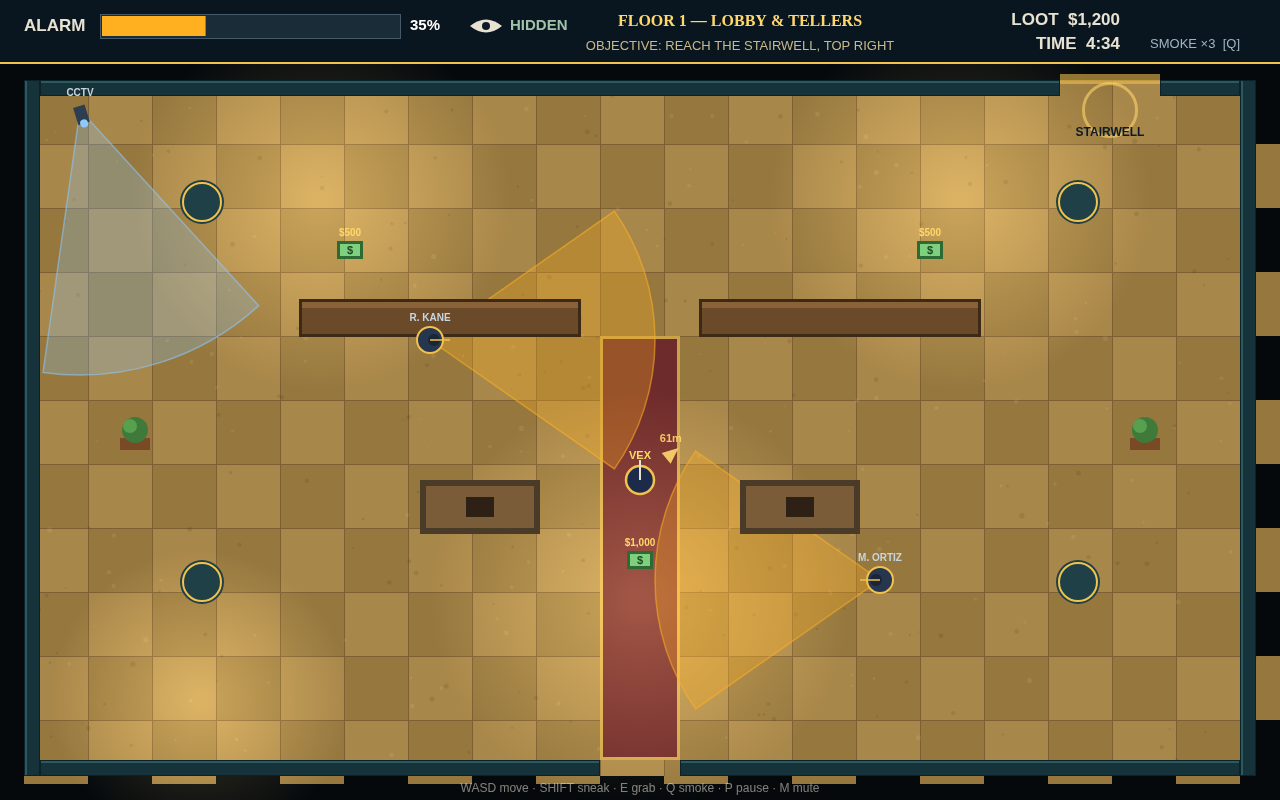 ALARM
35%
HIDDEN
FLOOR 1 — LOBBY & TELLERS
OBJECTIVE: REACH THE STAIRWELL, TOP RIGHT
LOOT $1,200
TIME 4:34
SMOKE ×3 [Q]
CCTV
STAIRWELL
$500
$
$500
$
R. KANE
61m
VEX
$1,000
$
M. ORTIZ
WASD move · SHIFT sneak · E grab · Q smoke · P pause · M mute